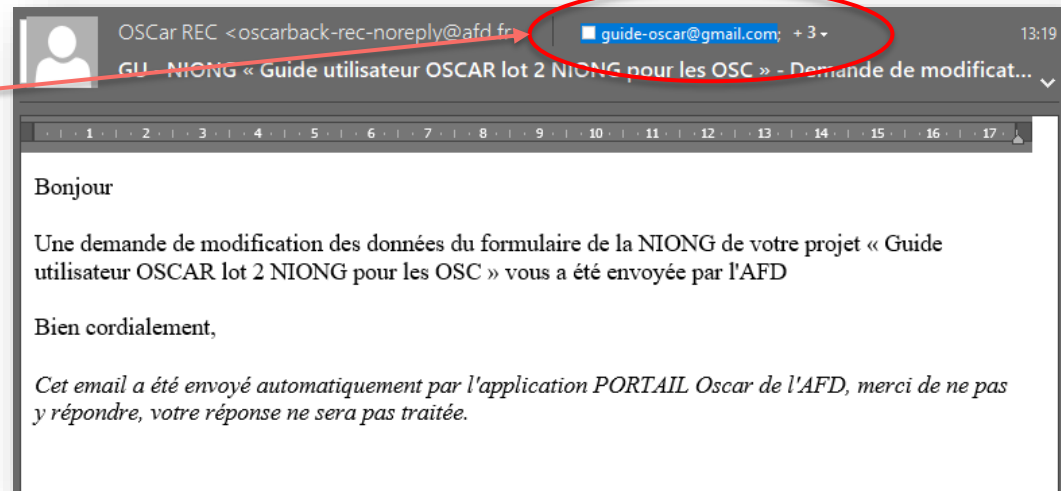 OSCar REC <oscarback-rec-noreply@afd.fr
guide-oscar@gmail.com; + 3
13:19
GU - NIONG « Guide utilisateur OSCAR lot 2 NIONG pour les OSC » - Demande de modificat...
1 2 3 4 5 6 7 8 9 10 11 12 13 14 15 16 17
Bonjour
Une demande de modification des données du formulaire de la NIONG de votre projet « Guide
utilisateur OSCAR lot 2 NIONG pour les OSC » vous a été envoyée par l'AFD
Bien cordialement,
Cet email a été envoyé automatiquement par l'application PORTAIL Oscar de l'AFD, merci de ne pas
y répondre, votre réponse ne sera pas traitée.